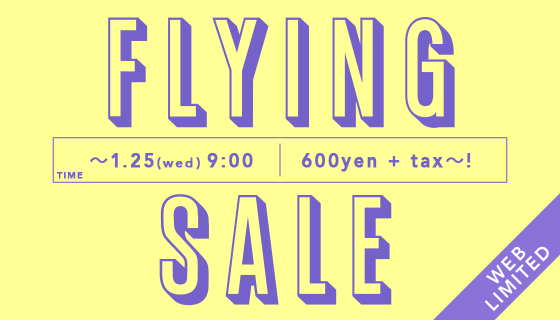 FLYING
〜1.25(wed) 9:00
600yen + tax〜!
TIME
SALE
WEB
LIMITED